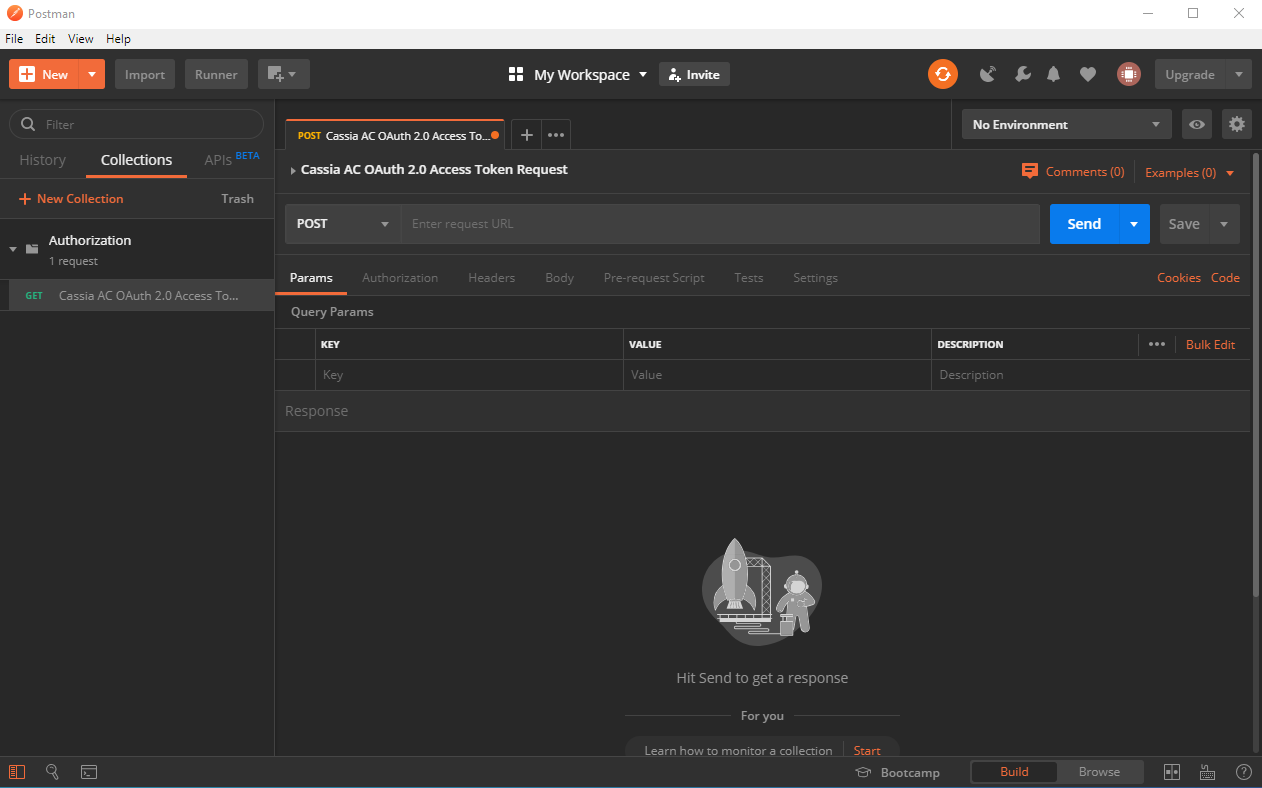 Postman
File Edit View Help
New Import Runner My Workspace Invite Upgrade
Filter
History Collections APIs BETA
New Collection Trash
Authorization
1 request
GET Cassia AC OAuth 2.0 Access To...
POST Cassia AC OAuth 2.0 Access To...
No Environment
Cassia AC OAuth 2.0 Access Token Request
Comments (0) Examples (0)
POST Enter request URL Send Save
Params Authorization Headers Body Pre-request Script Tests Settings Cookies Code
Query Params
KEY VALUE DESCRIPTION Bulk Edit
Key Value Description
Response
Hit Send to get a response
For you
Learn how to monitor a collection Start
Bootcamp Build Browse